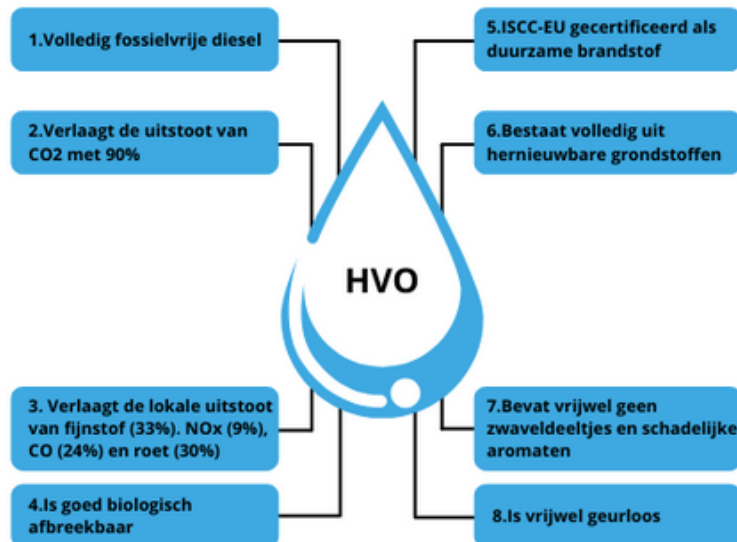 1.Volledig fossielvrije diesel
2.Verlaagt de uitstoot van
CO2 met 90%
3. Verlaagt de lokale uitstoot
van fijnstof (33%). NOx (9%),
CO (24%) en roet (30%)
4.Is goed biologisch
afbreekbaar
HVO
5.ISCC-EU gecertificeerd als
duurzame brandstof
6.Bestaat volledig uit
hernieuwbare grondstoffen
7.Bevat vrijwel geen
zwaveldeeltjes en schadelijke
aromaten
8.Is vrijwel geurloos